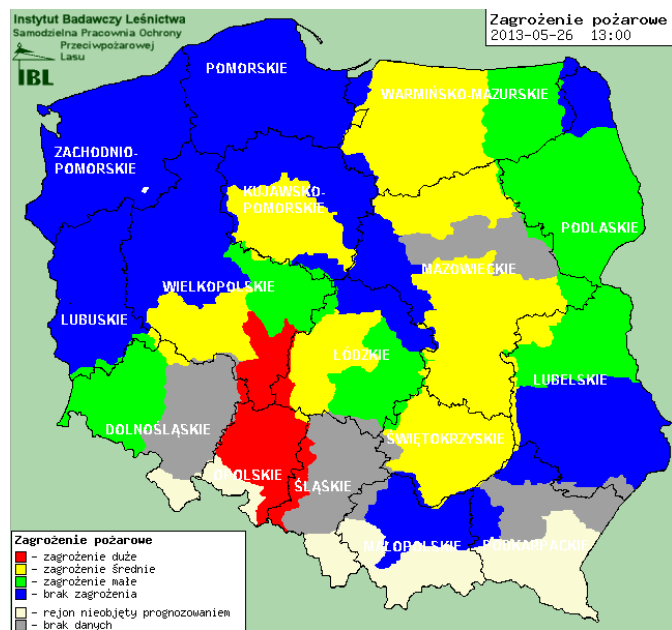 Instytut Badawczy Leśnictwa
Samodzielna Pracownia Ochrony
Przeciwpożarowej
Lasu
IBL
Zagrożenie pożarowe
2013-05-26 13:00
POMORSKIE
WARMIŃSKO-MAZURSKIE
ZACHODNIO-
POMORSKIE
KUJAWSKO-
POMORSKIE
PODLASKIE
MAZOWIECKIE
WIELKOPOLSKIE
LUBUSKIE
ŁÓDZKIE
LUBELSKIE
DOLNOŚLĄSKIE
ŚWIĘTOKRZYSKIE
OPOLSKIE
ŚLĄSKIE
MAŁOPOLSKIE
PODKARPACKIE
Zagrożenie pożarowe
- zagrożenie duże
- zagrożenie średnie
- zagrożenie małe
- brak zagrożenia
- rejon nieobjęty prognozowaniem
- brak danych